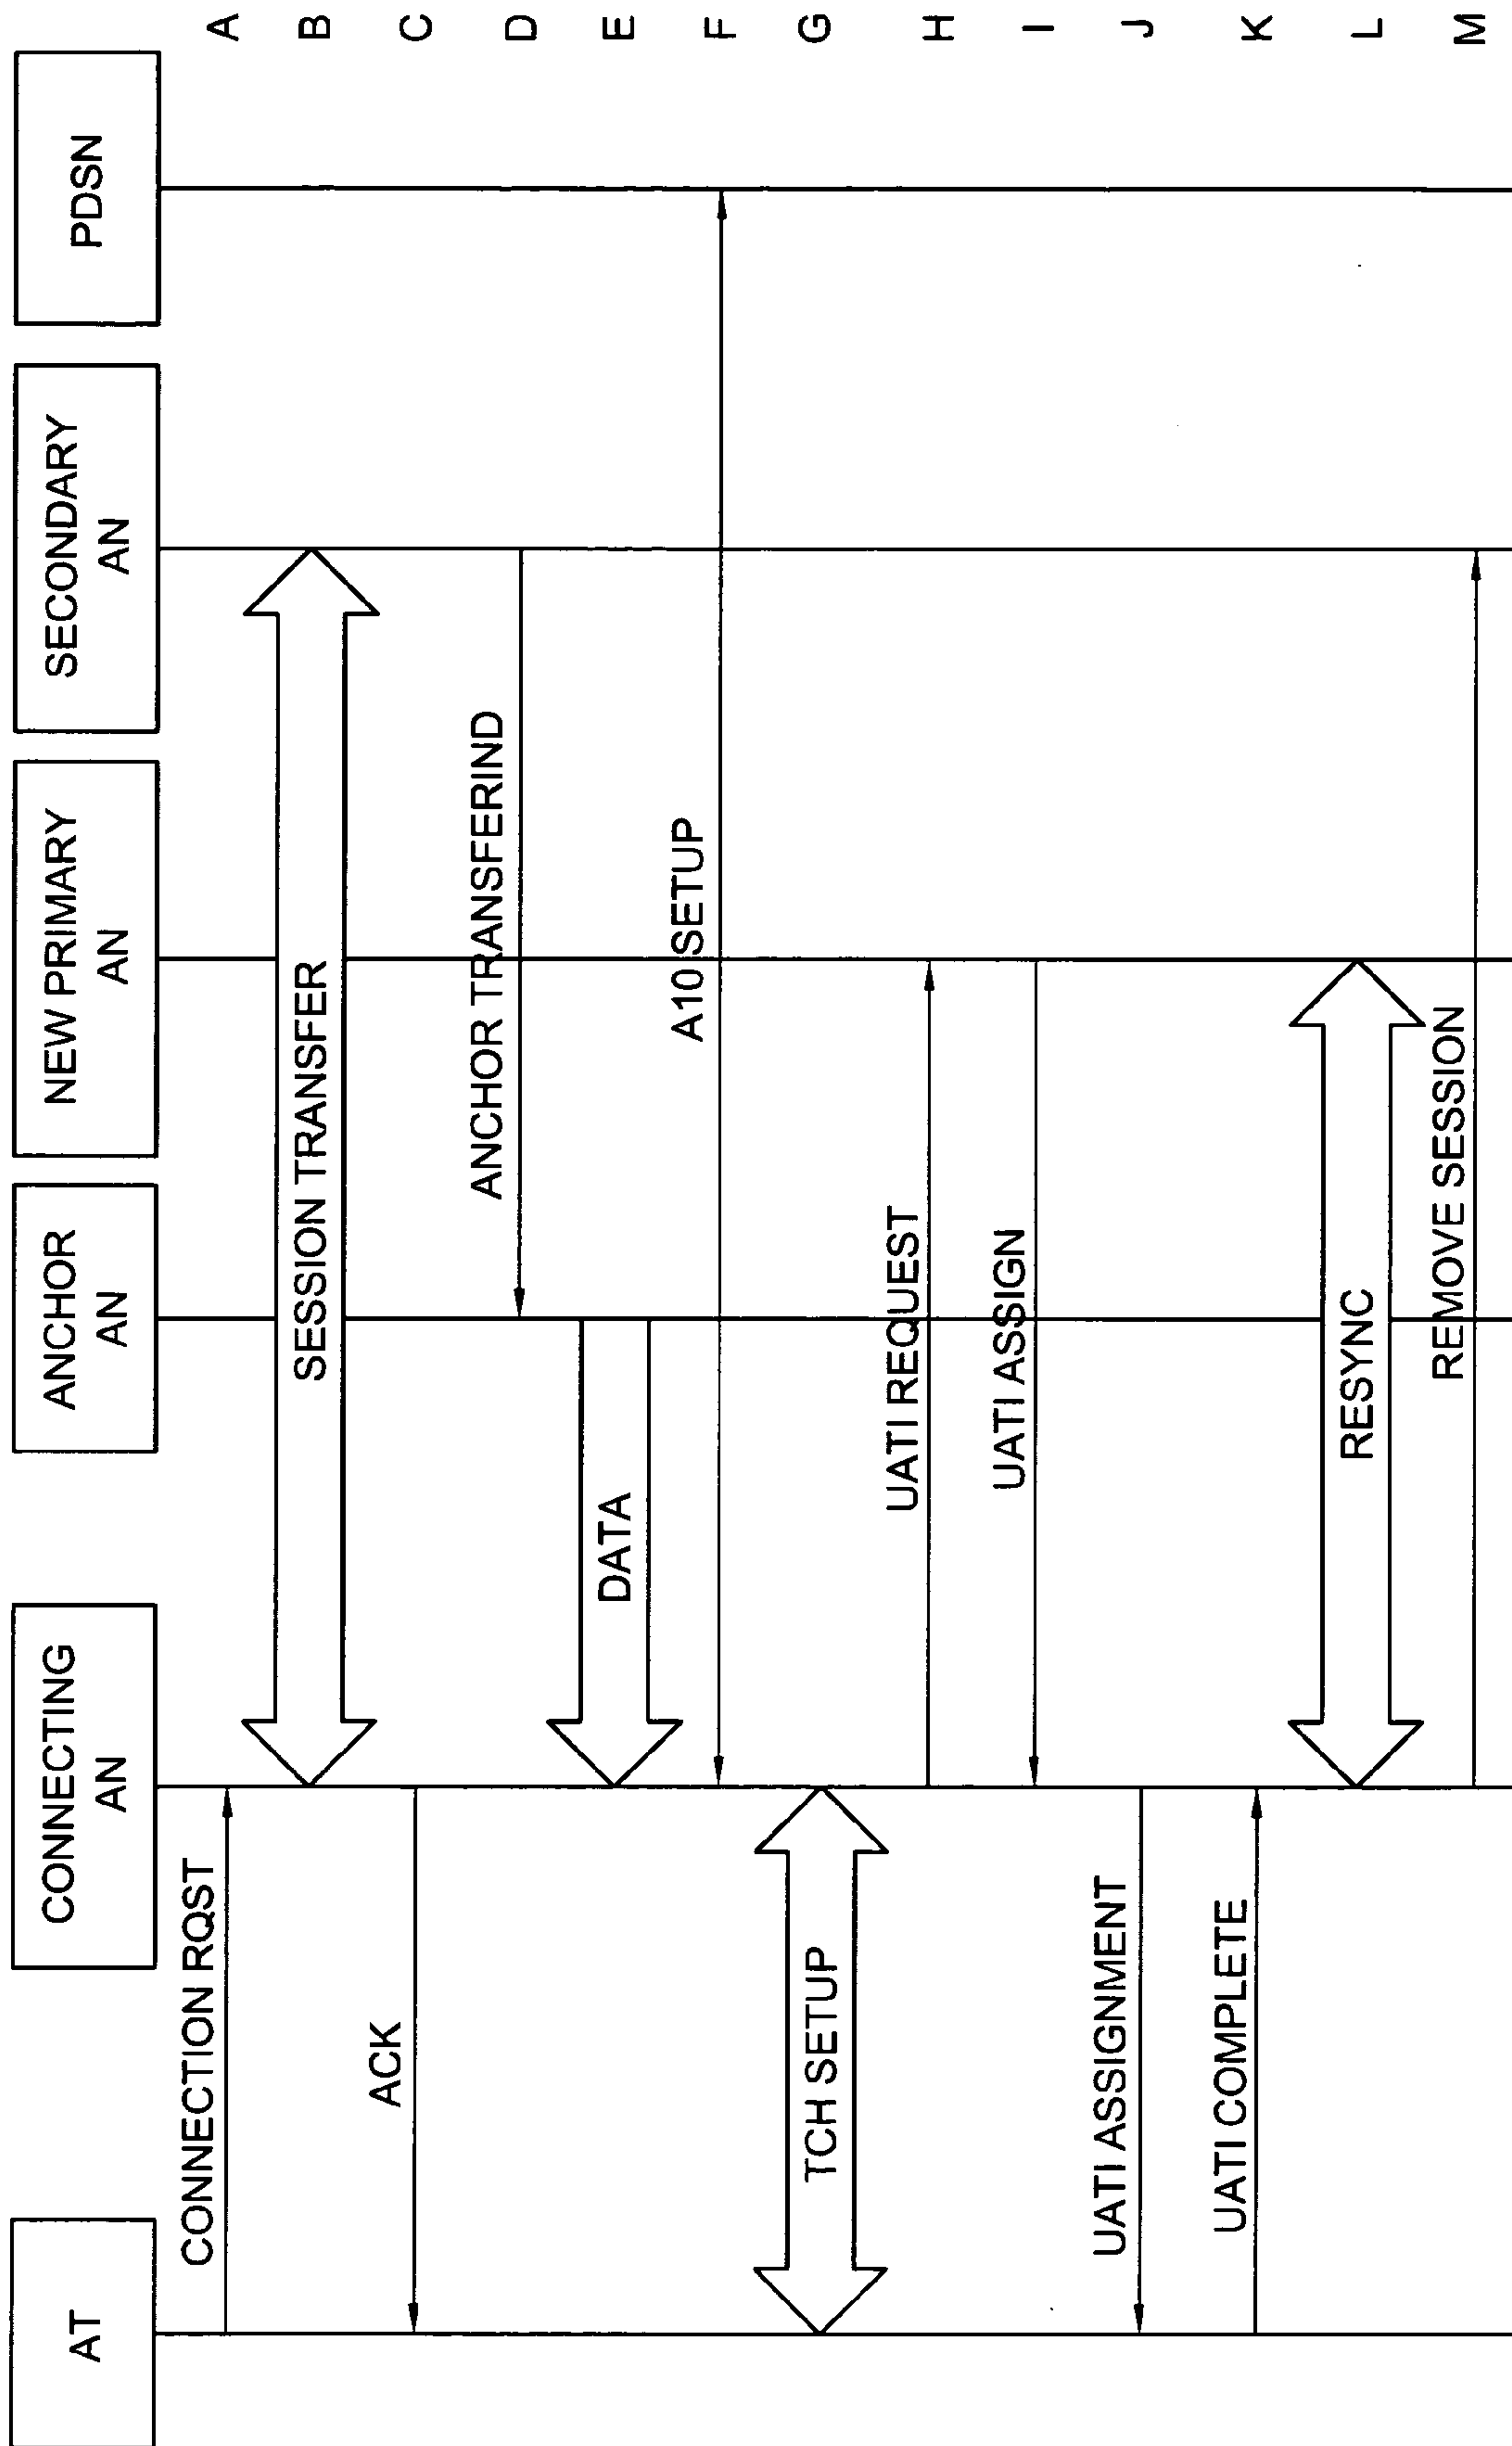 AT
CONNECTING
AN
ANCHOR
AN
NEW PRIMARY
AN
SECONDARY
AN
PDSN
CONNECTION RQST
A
SESSION TRANSFER
B
ACK
C
ANCHOR TRANSFERIND
D
DATA
E
A10 SETUP
F
TCH SETUP
G
UATI REQUEST
H
UATI ASSIGN
I
UATI ASSIGNMENT
J
UATI COMPLETE
K
RESYNC
L
REMOVE SESSION
M